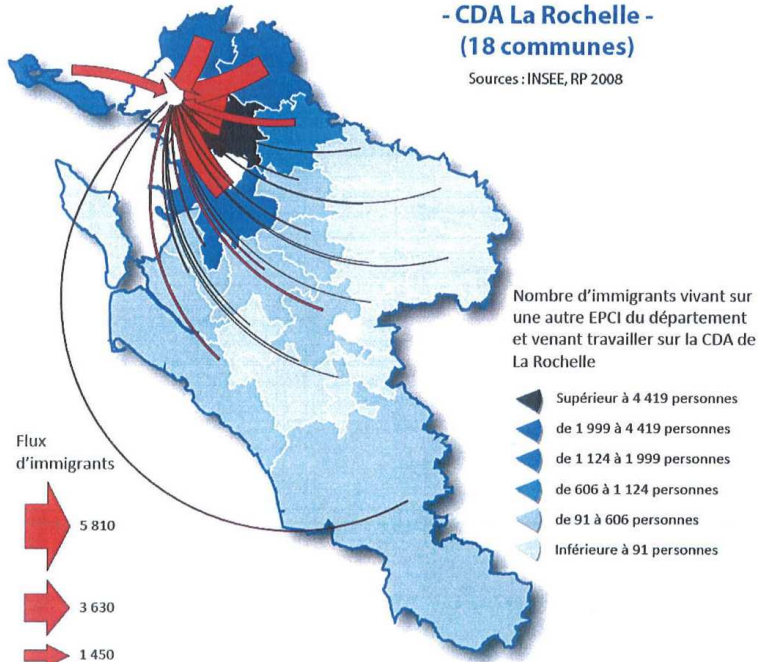 - CDA La Rochelle -
(18 communes)
Sources : INSEE, RP 2008
Nombre d'immigrants vivant sur
une autre EPCI du département
et venant travailler sur la CDA de
La Rochelle
Supérieur à 4 419 personnes
de 1 999 à 4 419 personnes
de 1 124 à 1 999 personnes
de 606 à 1 124 personnes
de 91 à 606 personnes
Inférieure à 91 personnes
Flux
d'immigrants
5 810
3 630
1 450